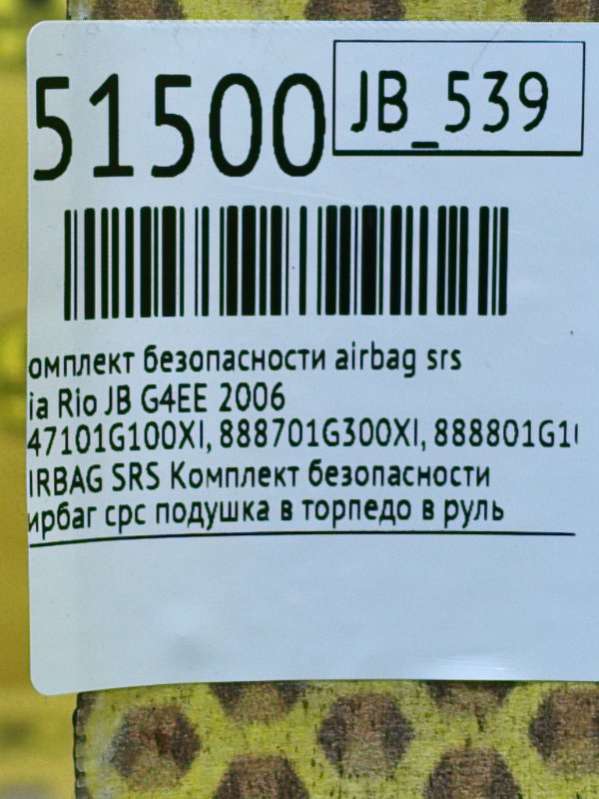 51500
JB_539
омплект безопасности airbag srs
ia Rio JB G4EE 2006
47101G100XI, 888701G300XI, 888801G1
IRBAG SRS Комплект безопасности
ирбаг срс подушка в торпедо в руль